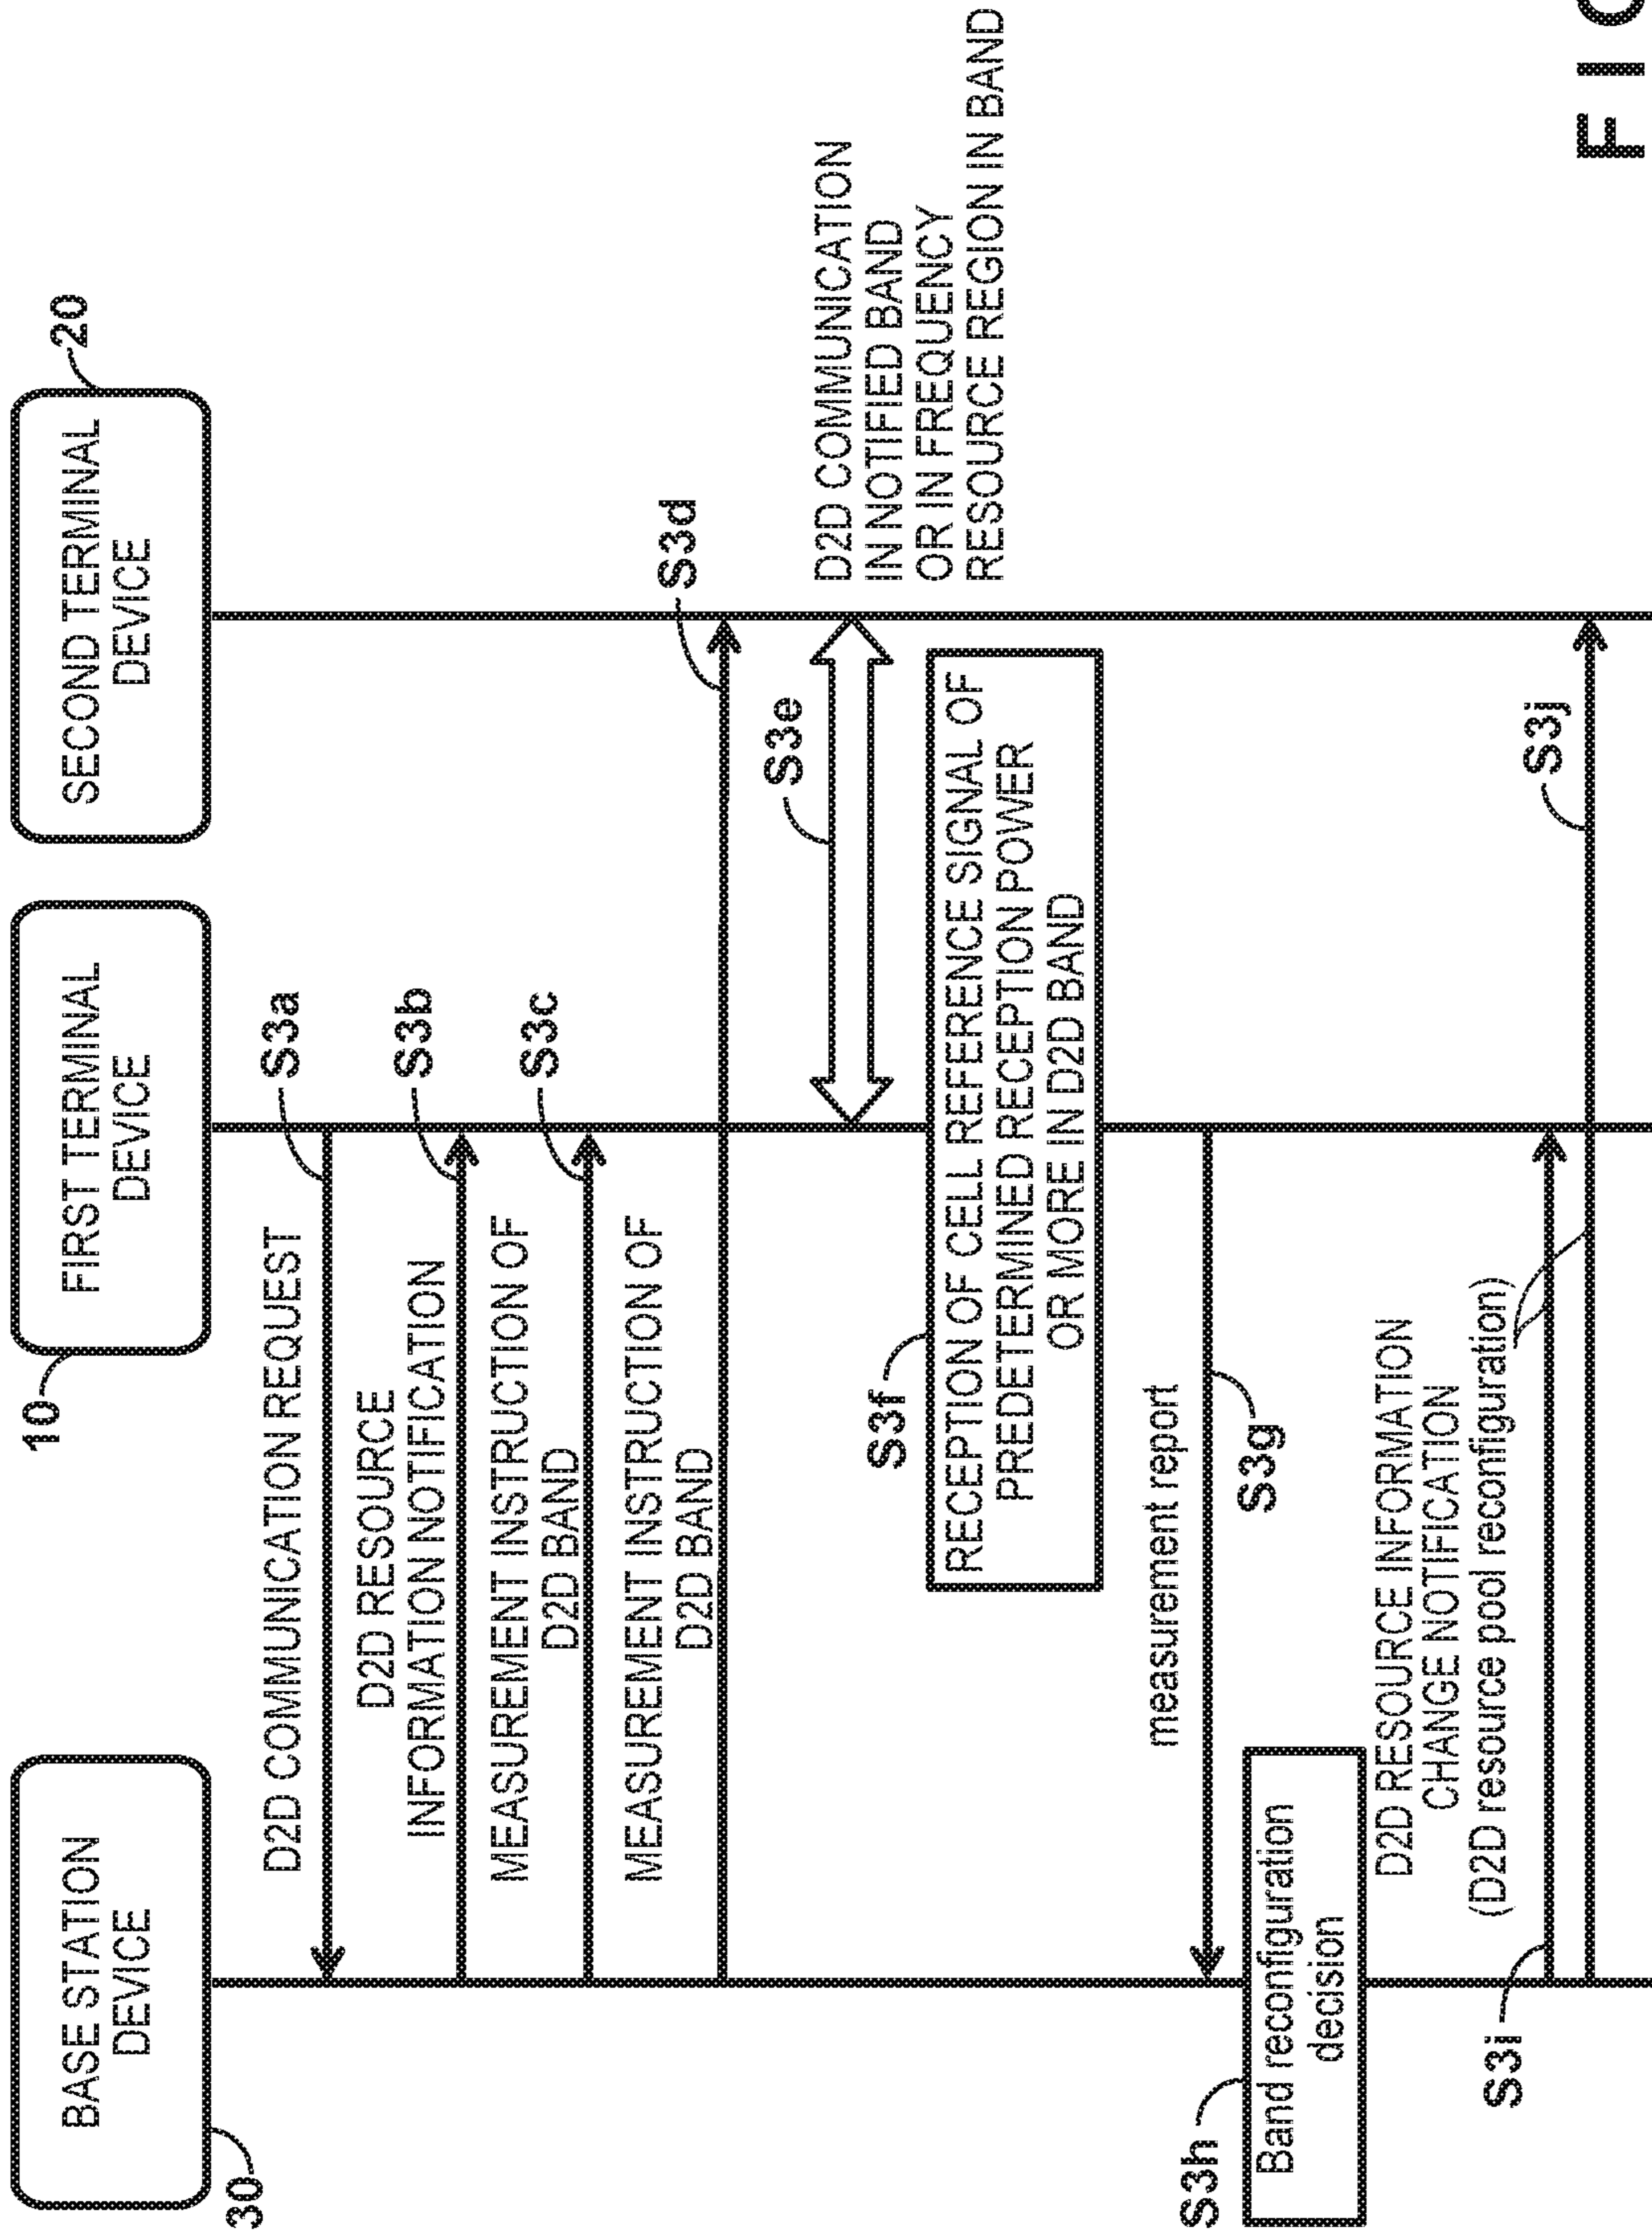 BASE STATION
DEVICE
30
FIRST TERMINAL
DEVICE
10
SECOND TERMINAL
DEVICE
20
D2D COMMUNICATION REQUEST
S3a
D2D RESOURCE
INFORMATION NOTIFICATION
S3b
MEASUREMENT INSTRUCTION OF
D2D BAND
S3c
MEASUREMENT INSTRUCTION OF
D2D BAND
S3d
S3e
D2D COMMUNICATION
IN NOTIFIED BAND
OR IN FREQUENCY
RESOURCE REGION IN BAND
S3f
RECEPTION OF CELL REFERENCE SIGNAL OF
PREDETERMINED RECEPTION POWER
OR MORE IN D2D BAND
measurement report
S3g
S3h
Band reconfiguration
decision
D2D RESOURCE INFORMATION
CHANGE NOTIFICATION
(D2D resource pool reconfiguration)
S3i
S3j